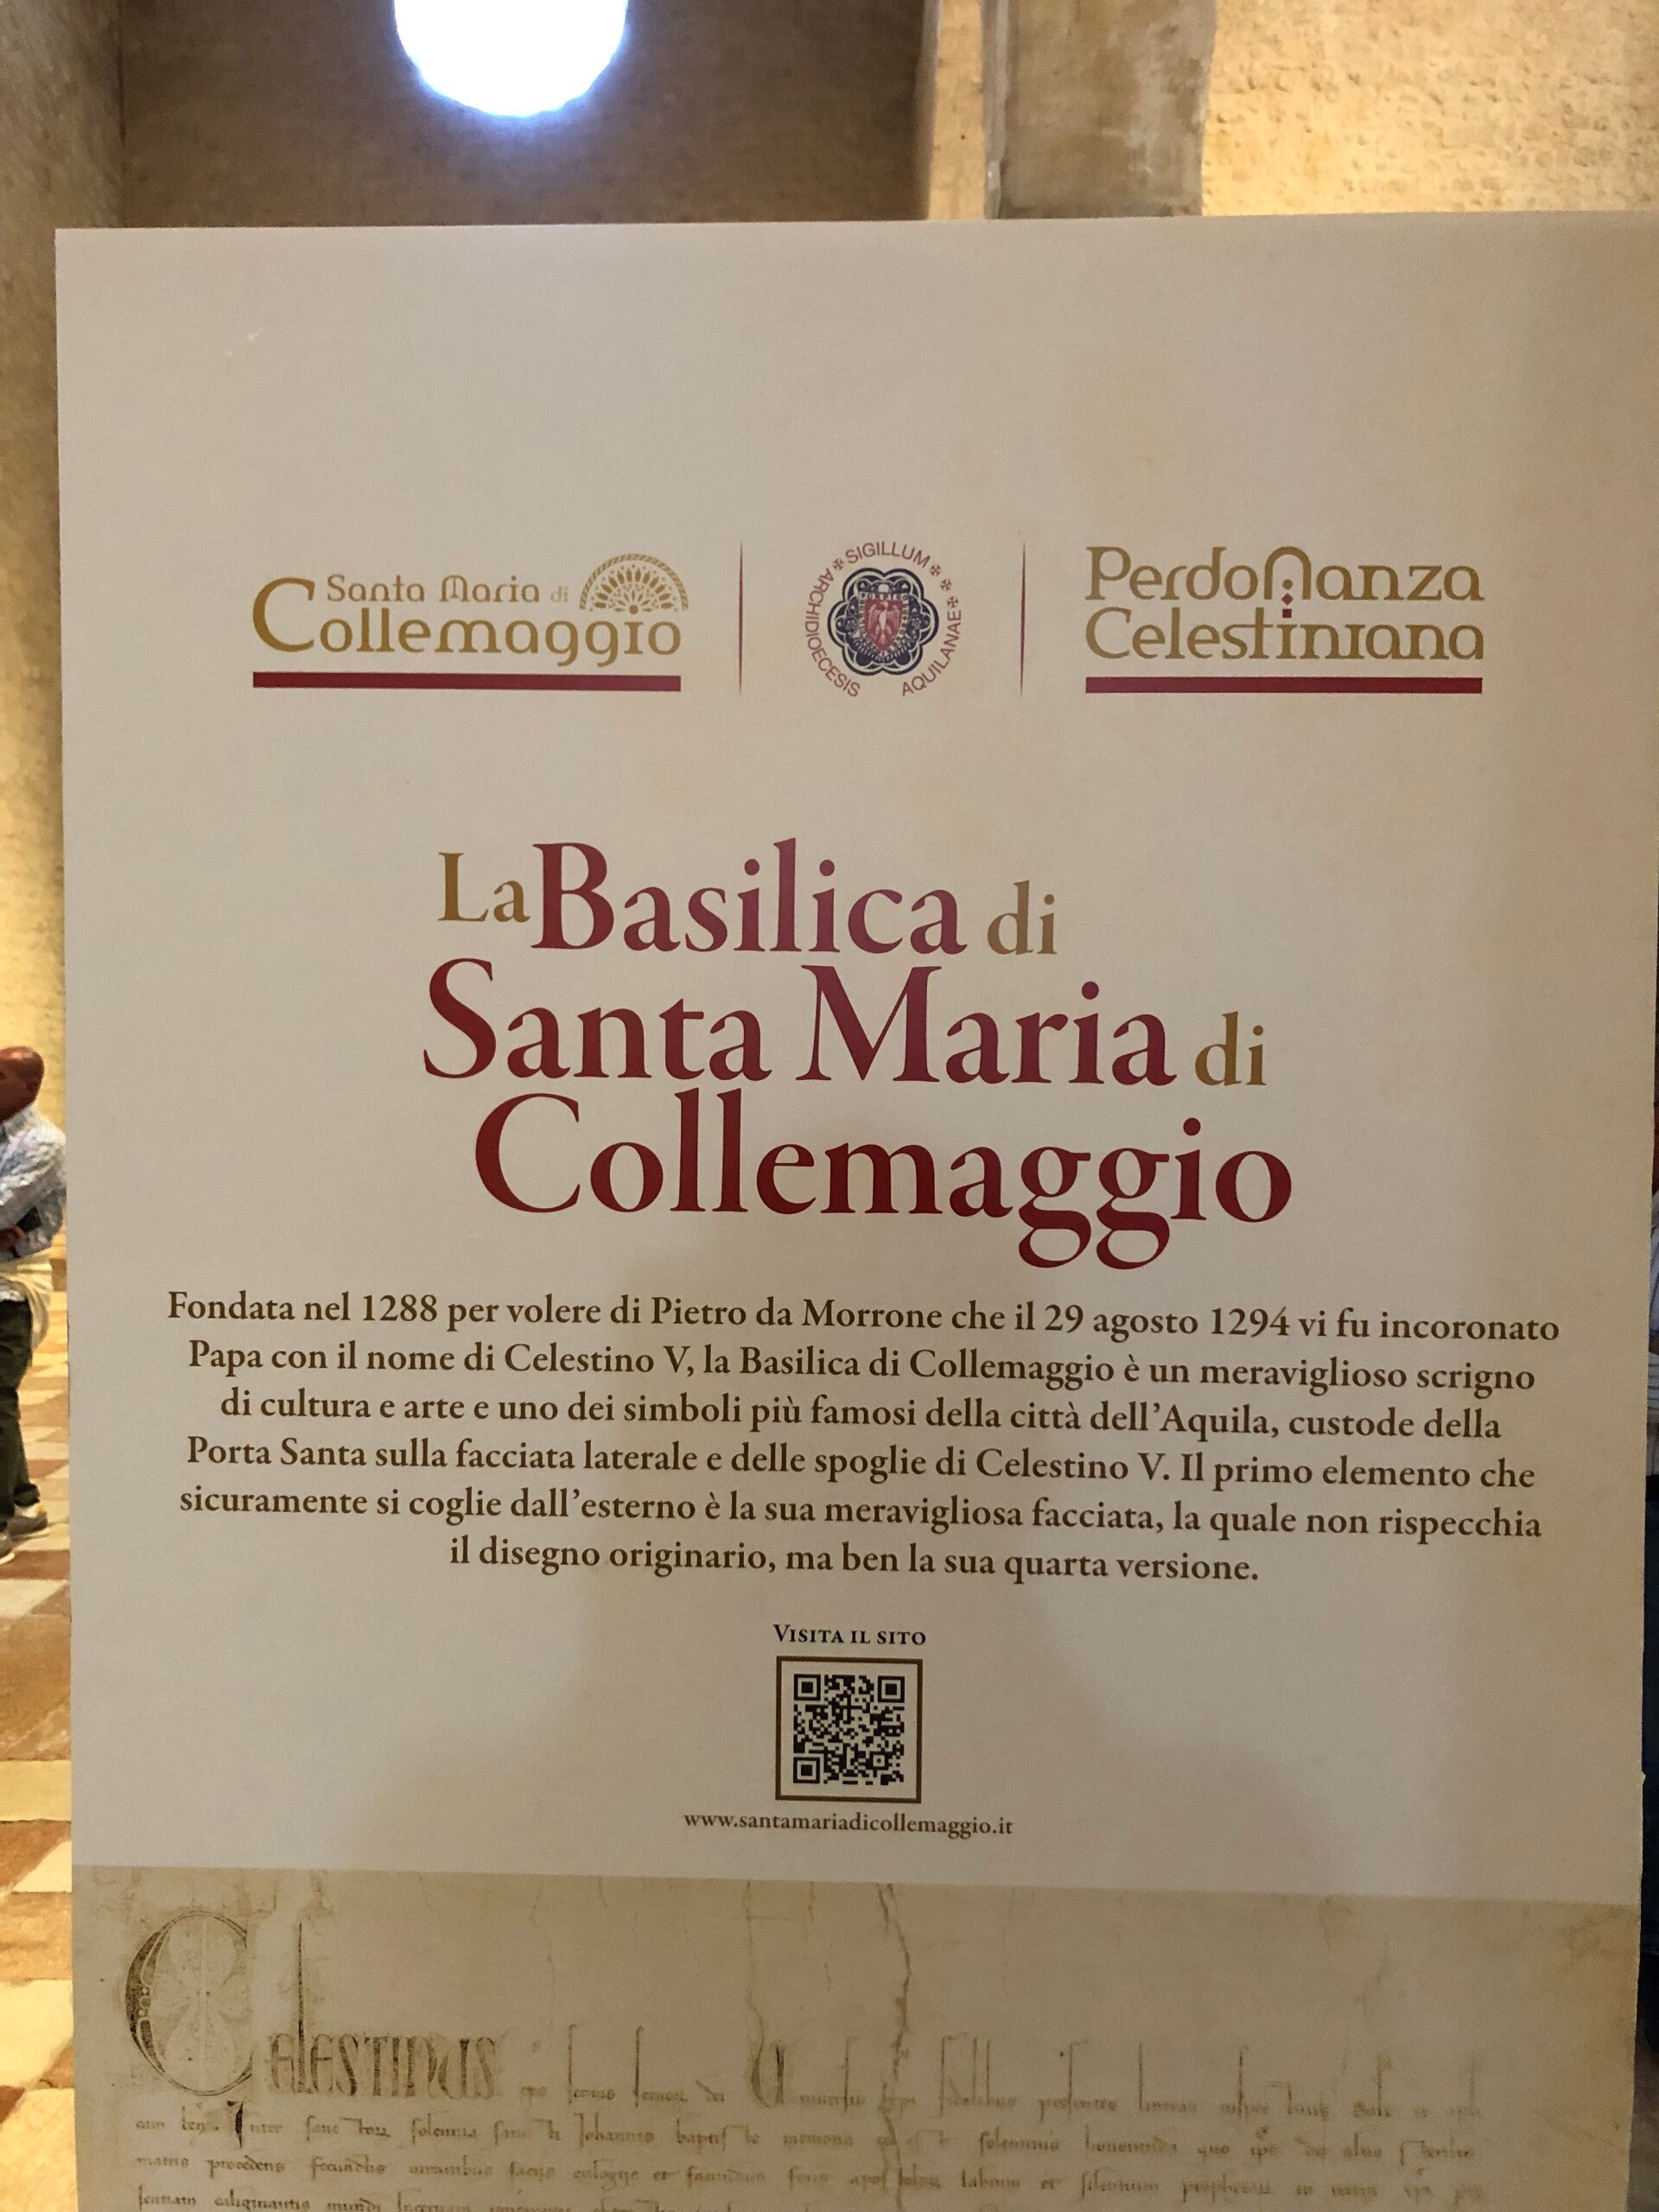 Santa Maria di
Collemaggio
SIGILLUM
ARCHIDIOECESIS AQUILANAE
Perdonanza
Celestiniana
La Basilica di
Santa Maria di
Collemaggio
Fondata nel 1288 per volere di Pietro da Morrone che il 29 agosto 1294 vi fu incoronato
Papa con il nome di Celestino V, la Basilica di Collemaggio è un meraviglioso scrigno
di cultura e arte e uno dei simboli più famosi della città dell'Aquila, custode della
Porta Santa sulla facciata laterale e delle spoglie di Celestino V. Il primo elemento che
sicuramente si coglie dall'esterno è la sua meravigliosa facciata, la quale non rispecchia
il disegno originario, ma ben la sua quarta versione.
VISITA IL SITO
www.santamariadicollemaggio.it
Celestinus